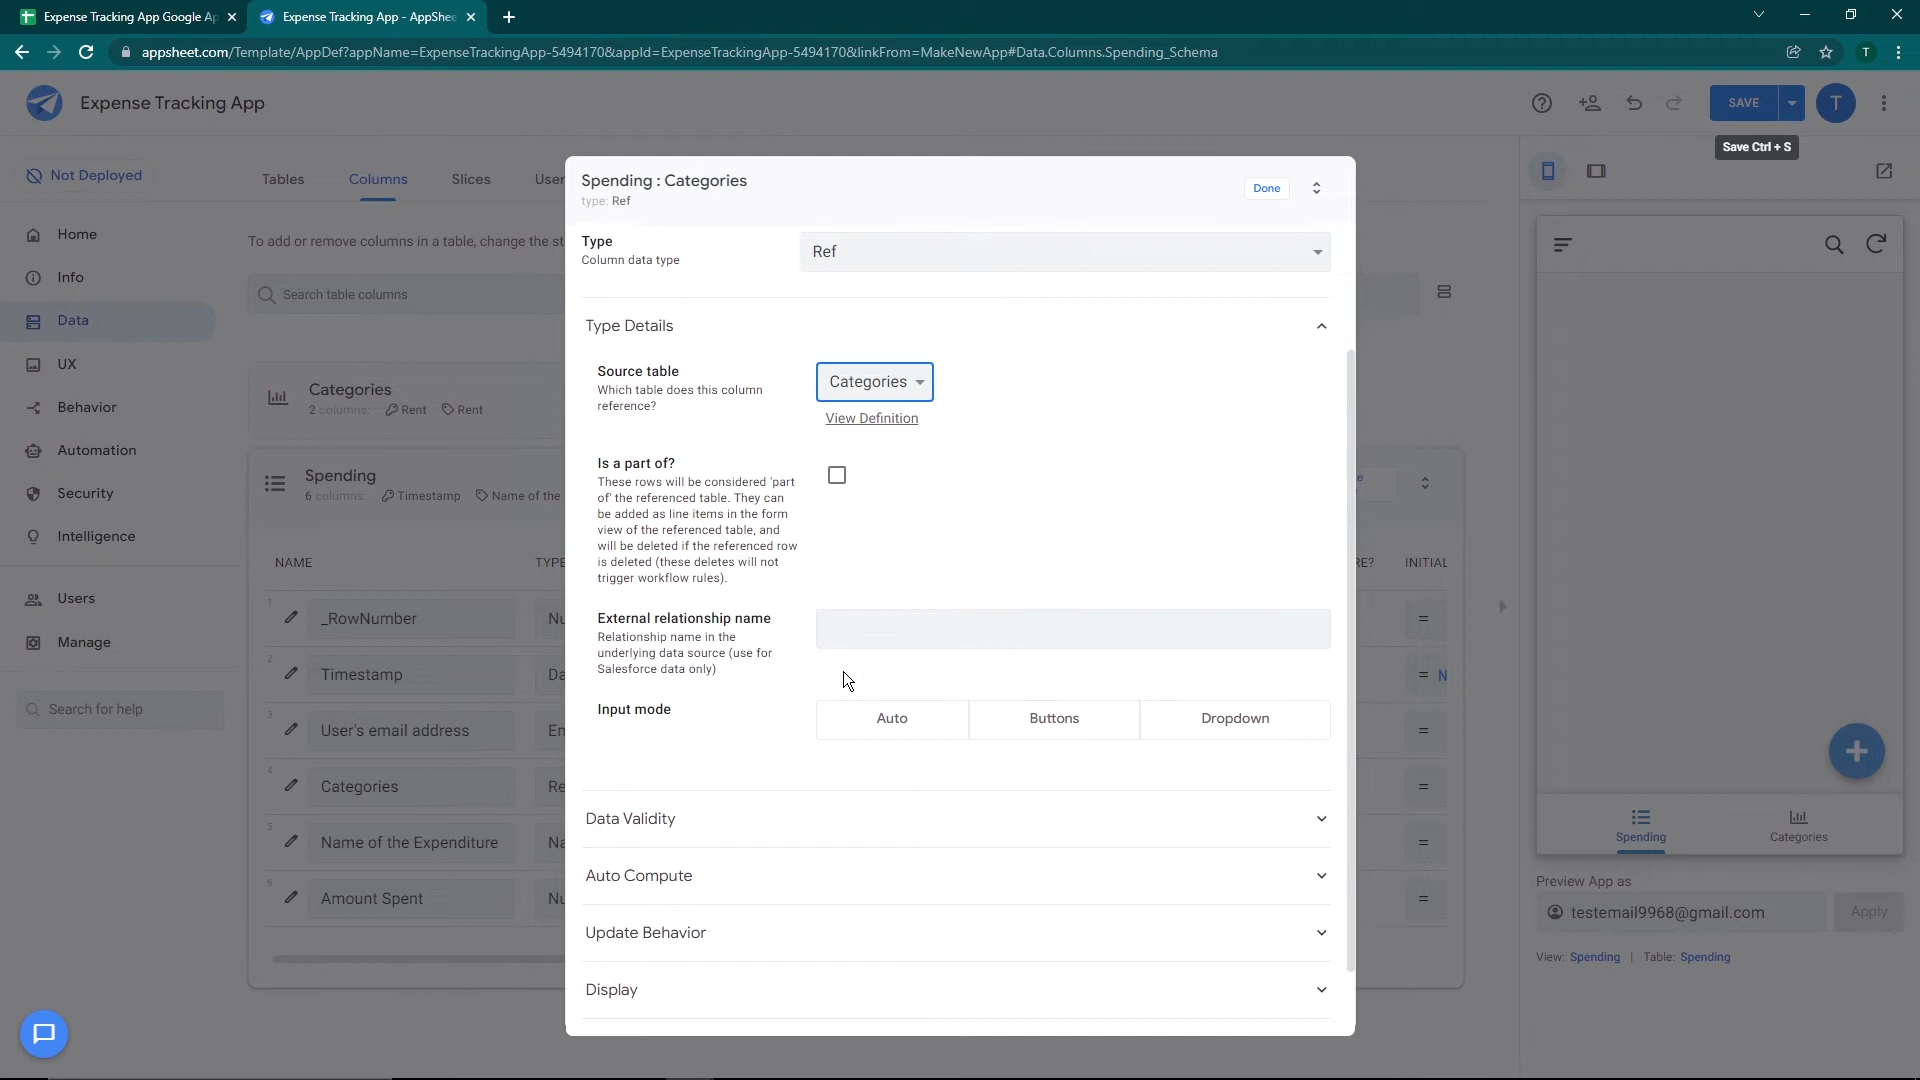 Expense Tracking App Google Ap
Expense Tracking App - AppShee
appsheet.com/Template/AppDef?appName=ExpenseTrackingApp-5494170&appId=ExpenseTrackingApp-5494170&linkFrom=MakeNewApp#Data.Columns.Spending_Schema
T
Expense Tracking App
SAVE
T
Save Ctrl + S
Not Deployed
Tables
Columns
Slices
User
Home
Info
Data
UX
Behavior
Automation
Security
Intelligence
Users
Manage
Search for help
To add or remove columns in a table, change the st
Search table columns
Categories
2 columns: Rent Rent
Spending
6 columns: Timestamp Name of the
NAME
TYPE
RE?
INITIAL
1
_RowNumber
Nu
=
2
Timestamp
Da
= N
3
User's email address
Em
=
4
Categories
Re
=
5
Name of the Expenditure
Na
=
6
Amount Spent
Nu
=
Spending : Categories
type: Ref
Done
Type
Column data type
Ref
Type Details
Source table
Which table does this column
reference?
Categories
View Definition
Is a part of?
These rows will be considered 'part
of' the referenced table. They can
be added as line items in the form
view of the referenced table, and
will be deleted if the referenced row
is deleted (these deletes will not
trigger workflow rules).
External relationship name
Relationship name in the
underlying data source (use for
Salesforce data only)
Input mode
Auto
Buttons
Dropdown
Data Validity
Auto Compute
Update Behavior
Display
Spending
Categories
Preview App as
testemail9968@gmail.com
Apply
View: Spending | Table: Spending